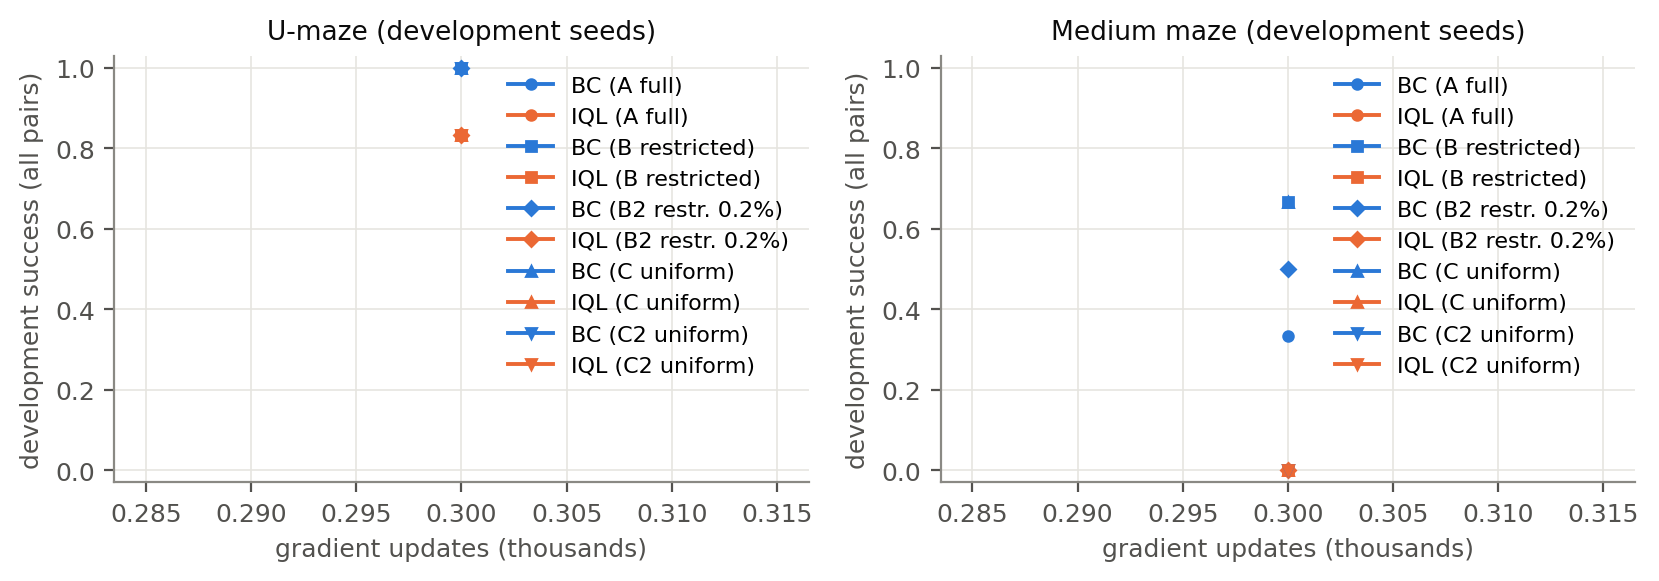 U-maze (development seeds)
development success (all pairs)
1.0
0.8
0.6
0.4
0.2
0.0
BC (A full)
IQL (A full)
BC (B restricted)
IQL (B restricted)
BC (B2 restr. 0.2%)
IQL (B2 restr. 0.2%)
BC (C uniform)
IQL (C uniform)
BC (C2 uniform)
IQL (C2 uniform)
0.285 0.290 0.295 0.300 0.305 0.310 0.315
gradient updates (thousands)
Medium maze (development seeds)
development success (all pairs)
1.0
0.8
0.6
0.4
0.2
0.0
BC (A full)
IQL (A full)
BC (B restricted)
IQL (B restricted)
BC (B2 restr. 0.2%)
IQL (B2 restr. 0.2%)
BC (C uniform)
IQL (C uniform)
BC (C2 uniform)
IQL (C2 uniform)
0.285 0.290 0.295 0.300 0.305 0.310 0.315
gradient updates (thousands)